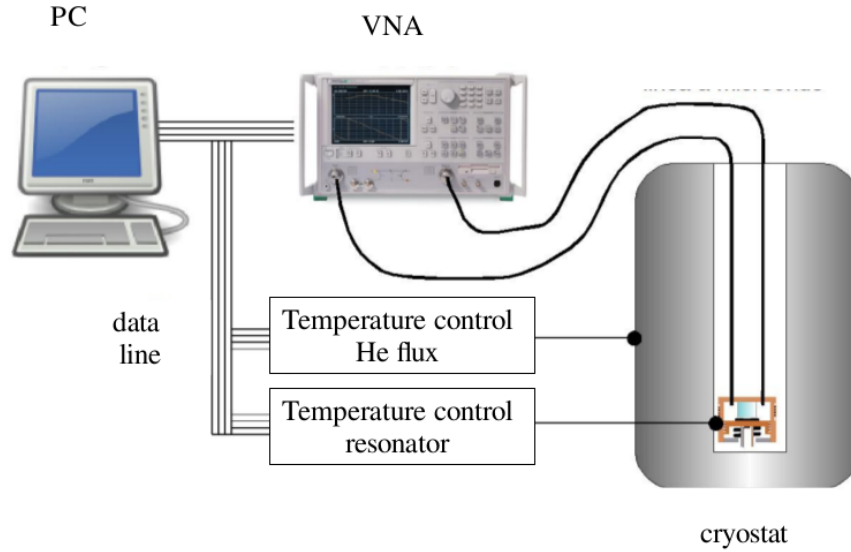 PC
VNA
data
line
Temperature control
He flux
Temperature control
resonator
cryostat